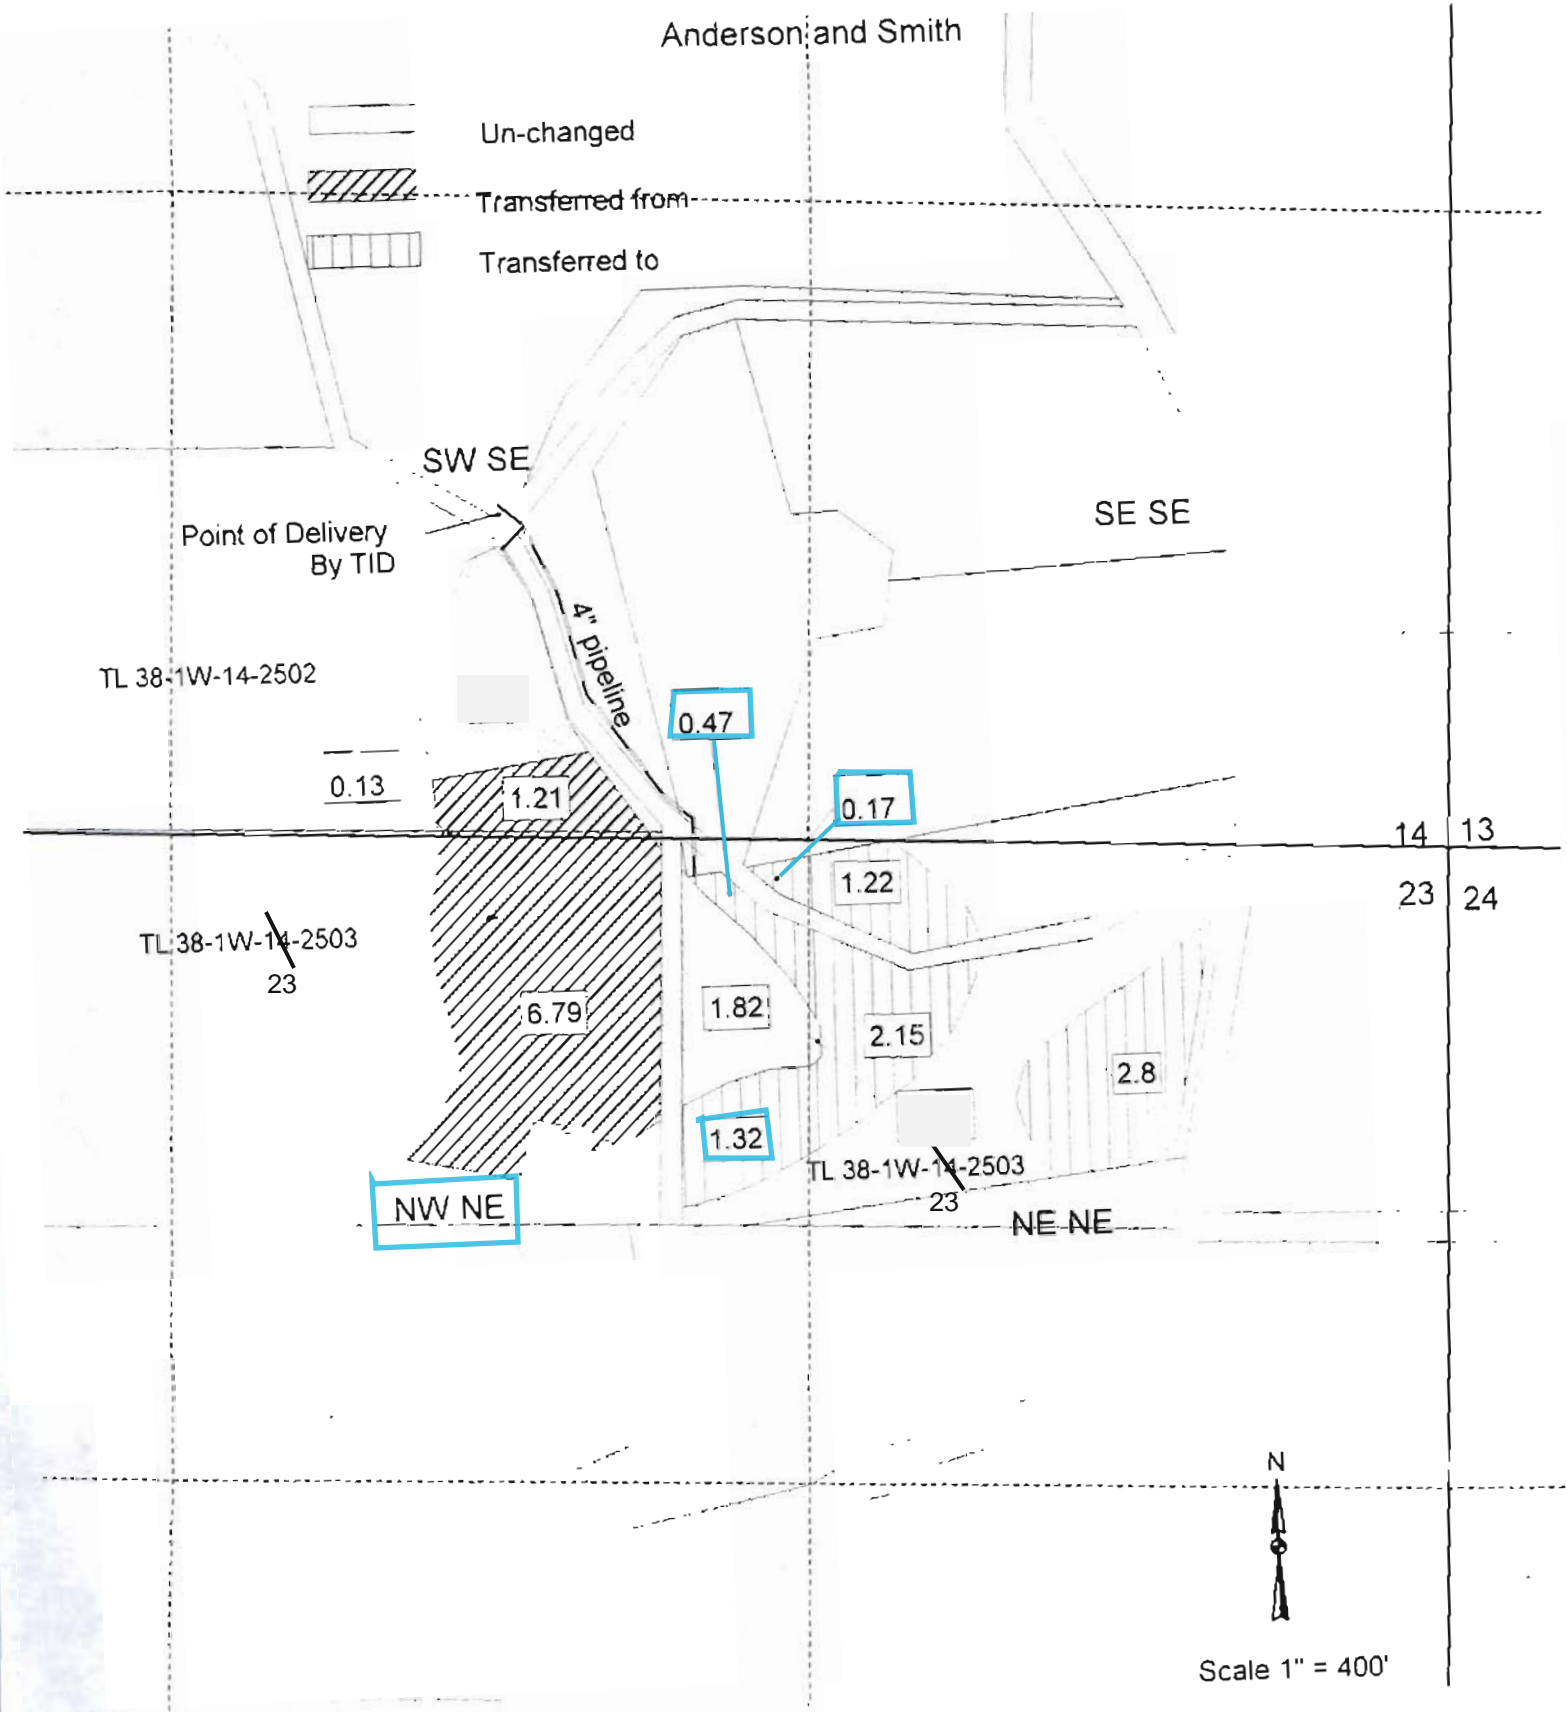 Anderson and Smith
Un-changed
Transferred from
Transferred to
SW SE
SE SE
Point of Delivery
By TID
4" pipeline
TL 38-1W-14-2502
0.47
0.13
1.21
0.17
14 13
1.22
23 24
TL 38-1W-14-2503
23
6.79
1.82
2.15
2.8
1.32
TL 38-1W-14-2503
23
NW NE
NE NE
N
Scale 1" = 400'